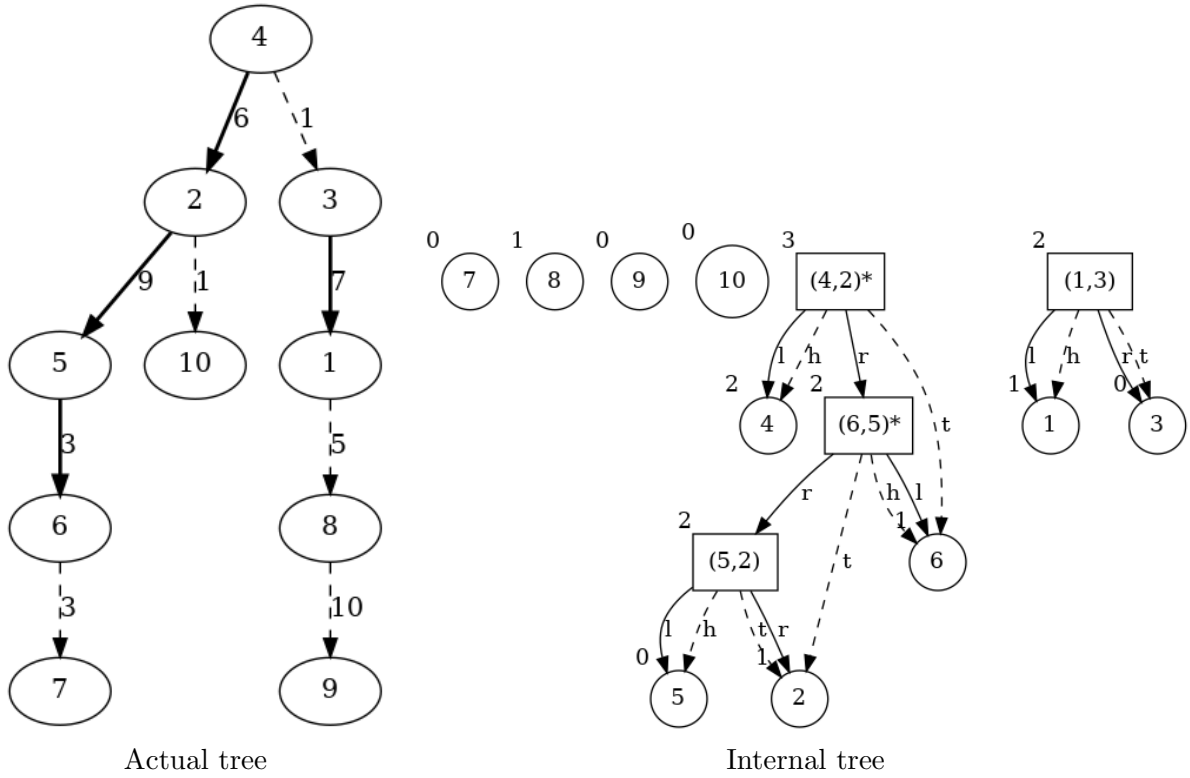 4
6 1
2 3
9 1 7
5 10 1
3 5
6 8
3 10
7 9
Actual tree
0 1 0 0 3 2
7 8 9 10 (4,2)* (1,3)
l h r t l h r t
2 2 1 0
4 (6,5)* 1 3
r t h l
2 1
(5,2) 6
l h t r
0 1
5 2
Internal tree